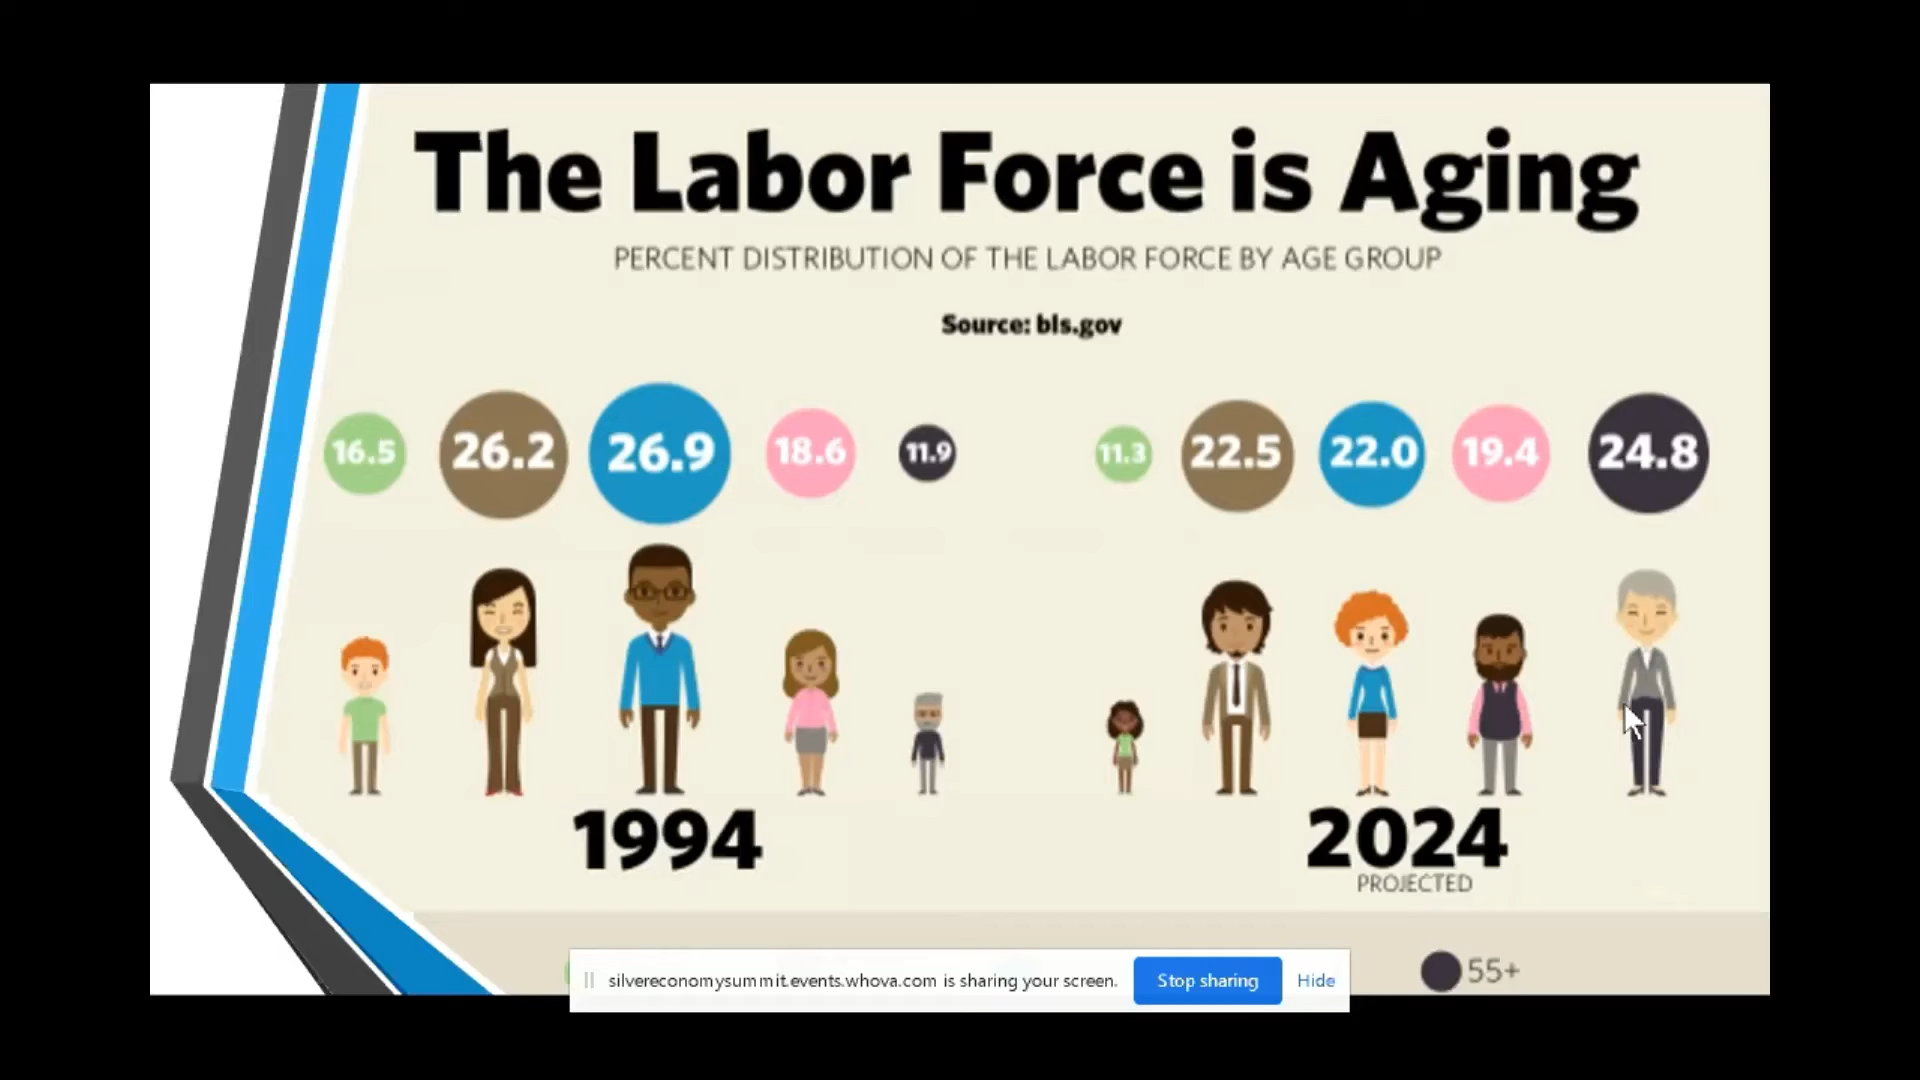 The Labor Force is Aging
PERCENT DISTRIBUTION OF THE LABOR FORCE BY AGE GROUP
Source: bls.gov
16.5 26.2 26.9 18.6 11.9 11.3 22.5 22.0 19.4 24.8
1994 2024
PROJECTED
55+
silvereconomysummit.events.whova.com is sharing your screen. Stop sharing Hide